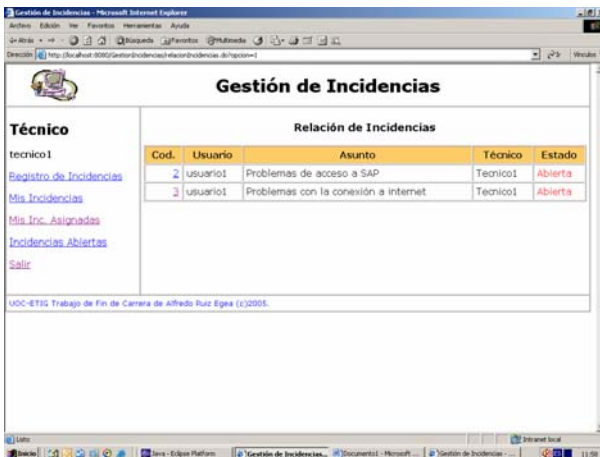 Gestión de Incidencias - Microsoft Internet Explorer
Archivo Edición Ver Favoritos Herramientas Ayuda
Atrás Búsqueda Favoritos Multimedia
Dirección http://localhost:8080/GestionIncidencias/relacionIncidencias.do?opcion=1 Ir Vínculos
Gestión de Incidencias
Técnico
tecnico1
Registro de Incidencias
Mis Incidencias
Mis Inc. Asignadas
Incidencias Abiertas
Salir
Relación de Incidencias
Cod. Usuario Asunto Técnico Estado
2 usuario1 Problemas de acceso a SAP Tecnico1 Abierta
3 usuario1 Problemas con la conexión a internet Tecnico1 Abierta
UOC-ETIG Trabajo de Fin de Carrera de Alfredo Ruiz Egea (c)2005.
Listo Intranet local
Inicio Java - Eclipse Platform Gestión de Incidencias... Documento1 - Microsoft ... Gestión de Incidencias - ... 11:58